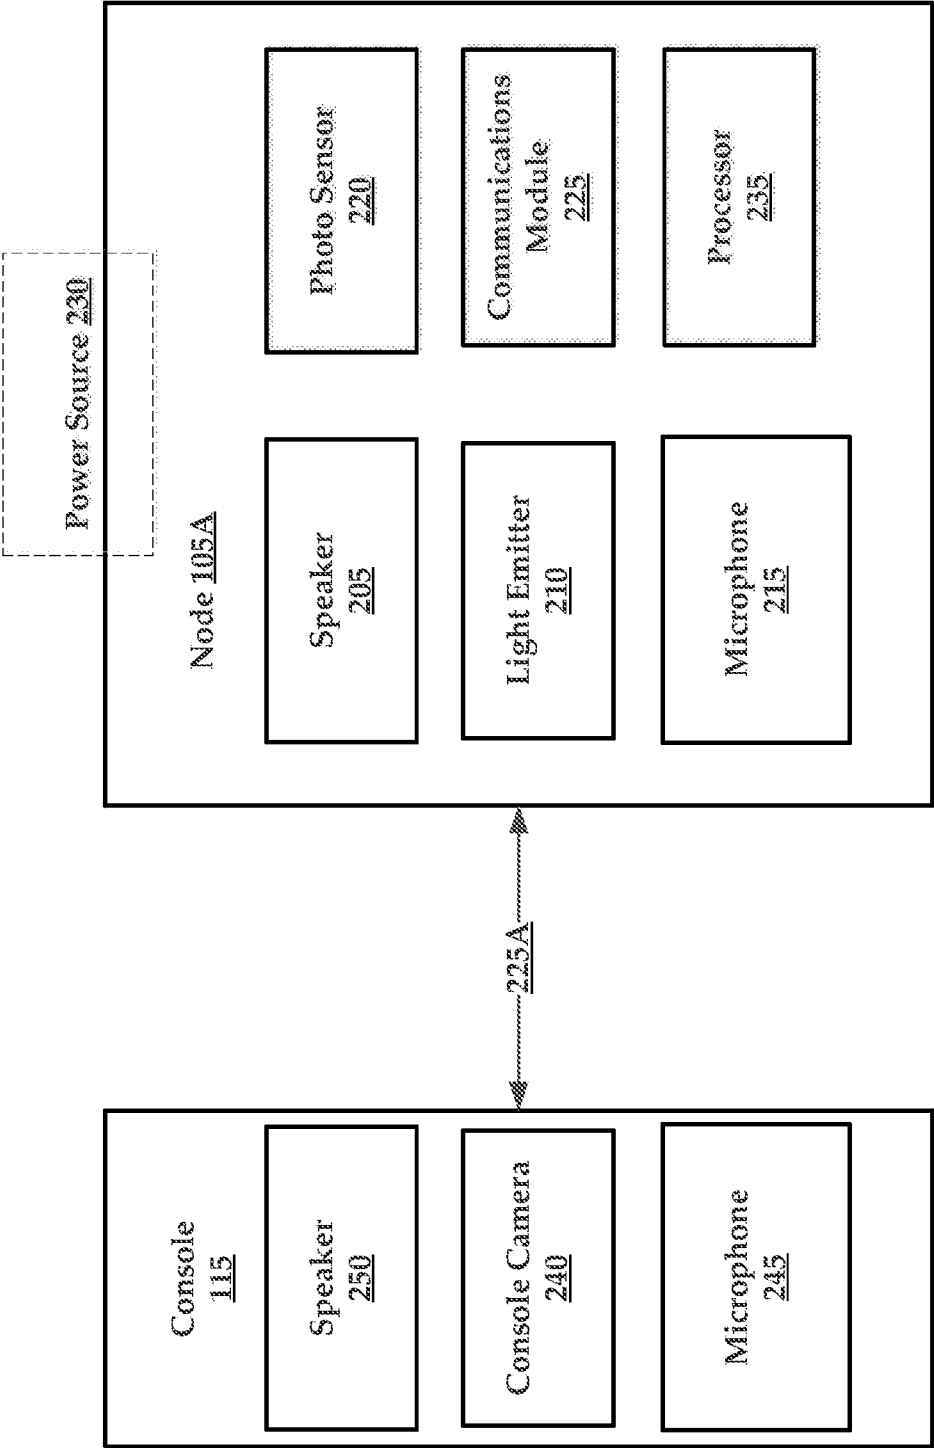 Power Source 230
Console
115
Speaker
250
Console Camera
240
Microphone
245
225A
Node 105A
Speaker
205
Light Emitter
210
Microphone
215
Photo Sensor
220
Communications
Module
225
Processor
235